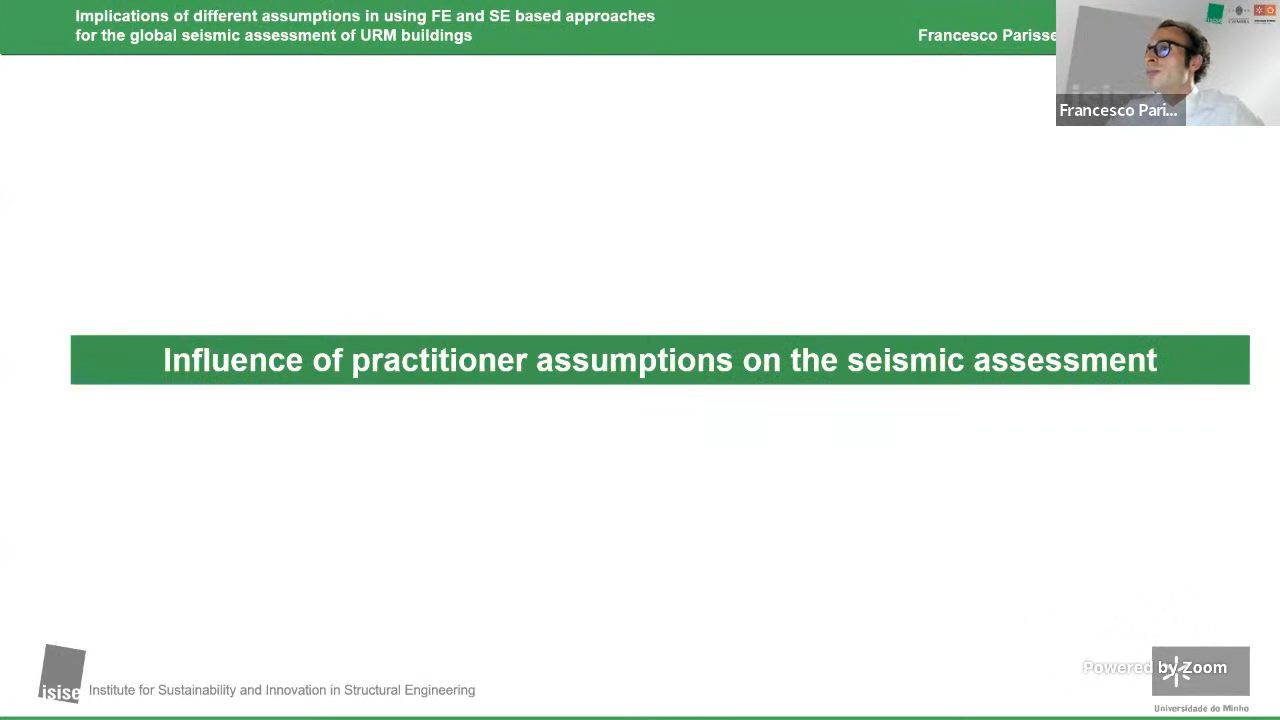 Implications of different assumptions in using FE and SE based approaches
for the global seismic assessment of URM buildings
Francesco Parisse
Francesco Pari...
Influence of practitioner assumptions on the seismic assessment
isise
Institute for Sustainability and Innovation in Structural Engineering
Powered by Zoom
Universidade do Minho